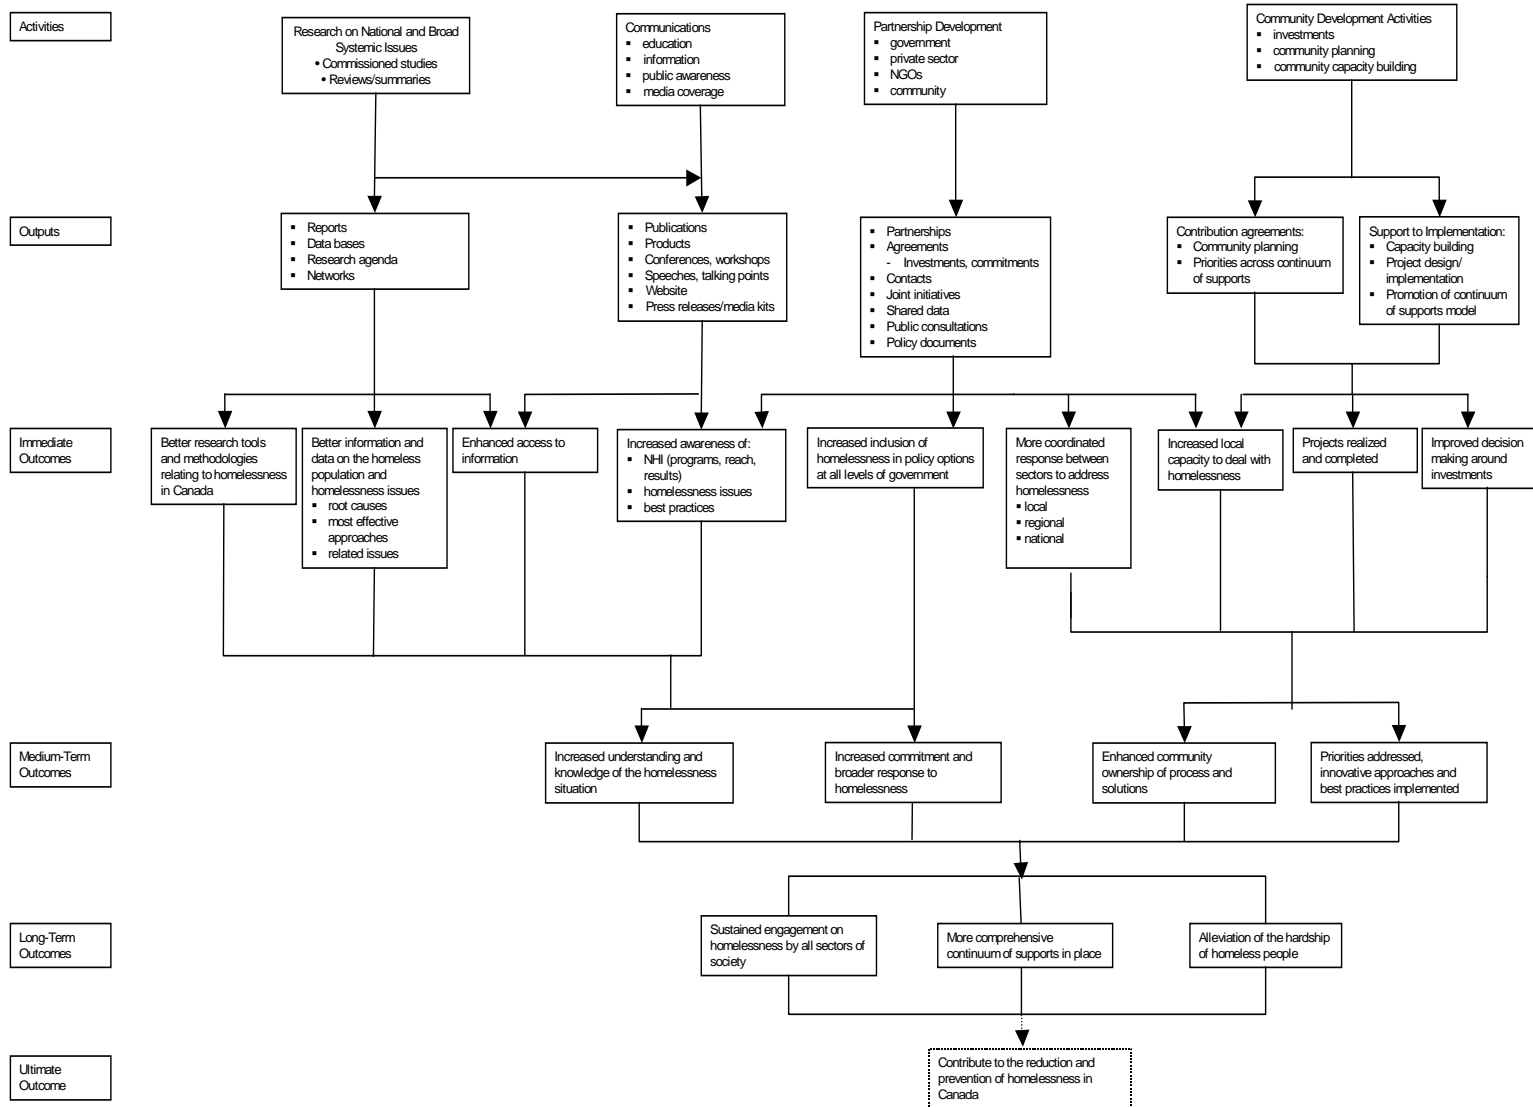 Activities
Research on National and Broad
Systemic Issues
• Commissioned studies
• Reviews/summaries
Communications
▪ education
▪ information
▪ public awareness
▪ media coverage
Partnership Development
▪ government
▪ private sector
▪ NGOs
▪ community
Community Development Activities
▪ investments
▪ community planning
▪ community capacity building
Outputs
▪ Reports
▪ Data bases
▪ Research agenda
▪ Networks
▪ Publications
▪ Products
▪ Conferences, workshops
▪ Speeches, talking points
▪ Website
▪ Press releases/media kits
▪ Partnerships
▪ Agreements
- Investments, commitments
▪ Contacts
▪ Joint initiatives
▪ Shared data
▪ Public consultations
▪ Policy documents
Contribution agreements:
▪ Community planning
▪ Priorities across continuum
of supports
Support to Implementation:
▪ Capacity building
▪ Project design/
implementation
▪ Promotion of continuum
of supports model
Immediate
Outcomes
Better research tools
and methodologies
relating to homelessness
in Canada
Better information and
data on the homeless
population and
homelessness issues
▪ root causes
▪ most effective
approaches
▪ related issues
Enhanced access to
information
Increased awareness of:
▪ NHI (programs, reach,
results)
▪ homelessness issues
▪ best practices
Increased inclusion of
homelessness in policy options
at all levels of government
More coordinated
response between
sectors to address
homelessness
▪ local
▪ regional
▪ national
Increased local
capacity to deal with
homelessness
Projects realized
and completed
Improved decision
making around
investments
Medium-Term
Outcomes
Increased understanding and
knowledge of the homelessness
situation
Increased commitment and
broader response to
homelessness
Enhanced community
ownership of process and
solutions
Priorities addressed,
innovative approaches and
best practices implemented
Long-Term
Outcomes
Sustained engagement on
homelessness by all sectors of
society
More comprehensive
continuum of supports in place
Alleviation of the hardship
of homeless people
Ultimate
Outcome
Contribute to the reduction and
prevention of homelessness in
Canada